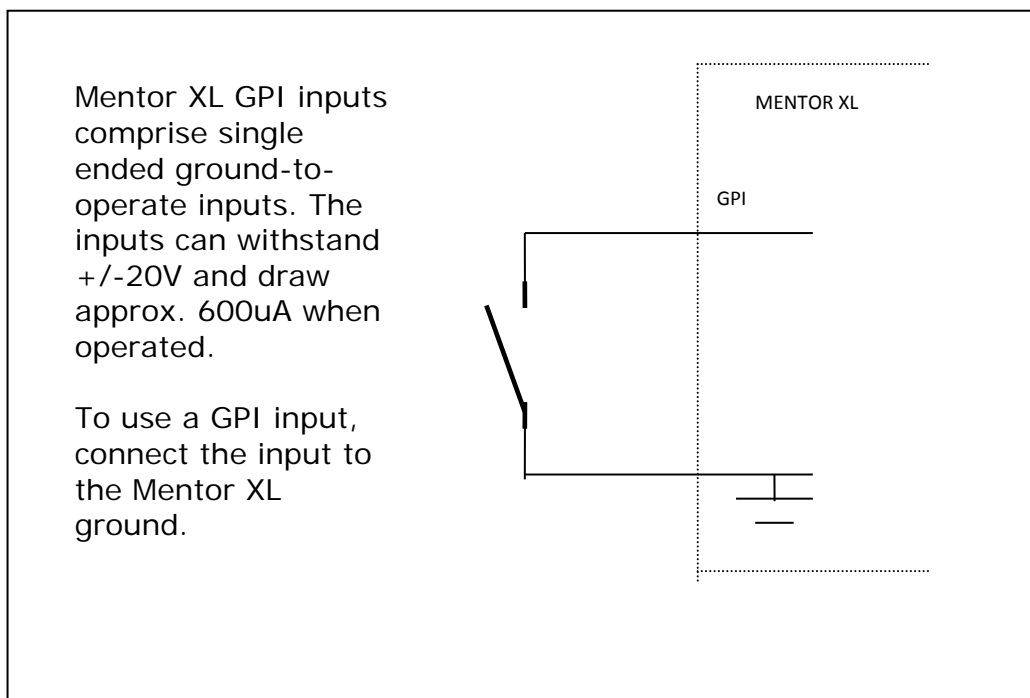 Mentor XL GPI inputs
comprise single
ended ground-to-
operate inputs. The
inputs can withstand
+/-20V and draw
approx. 600uA when
operated.
To use a GPI input,
connect the input to
the Mentor XL
ground.
MENTOR XL
GPI